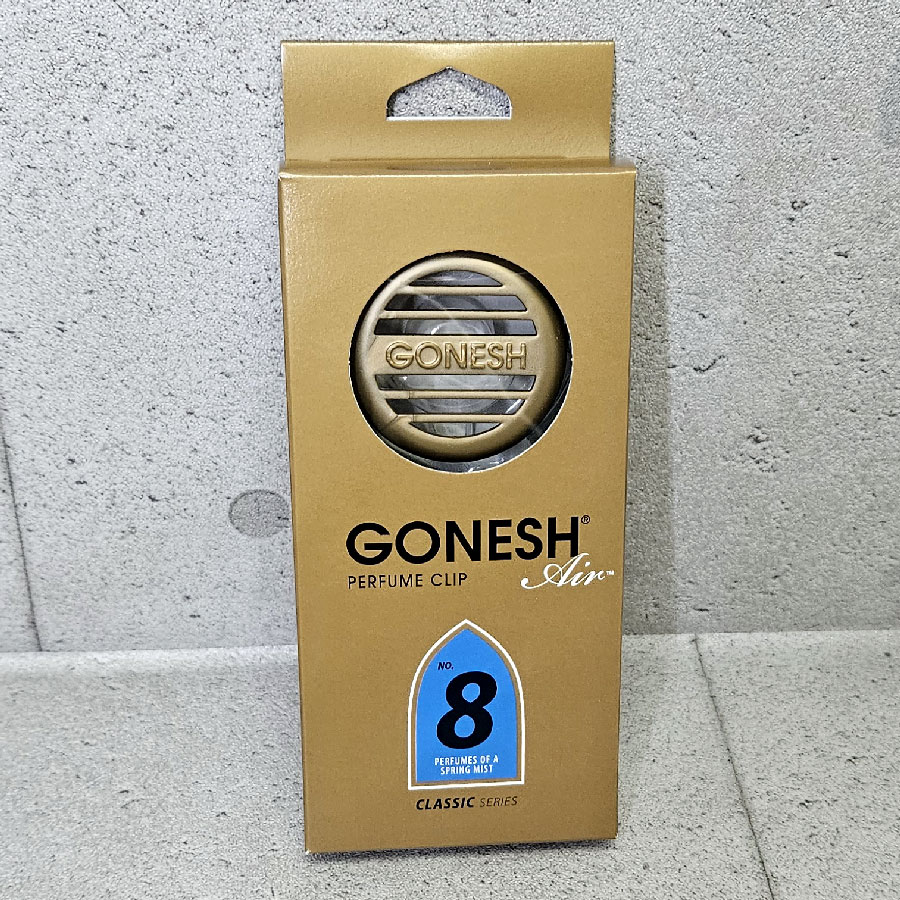 GONESH
GONESH®
PERFUME CLIP
Air™
NO.
8
PERFUMES OF A
SPRING MIST
CLASSIC SERIES